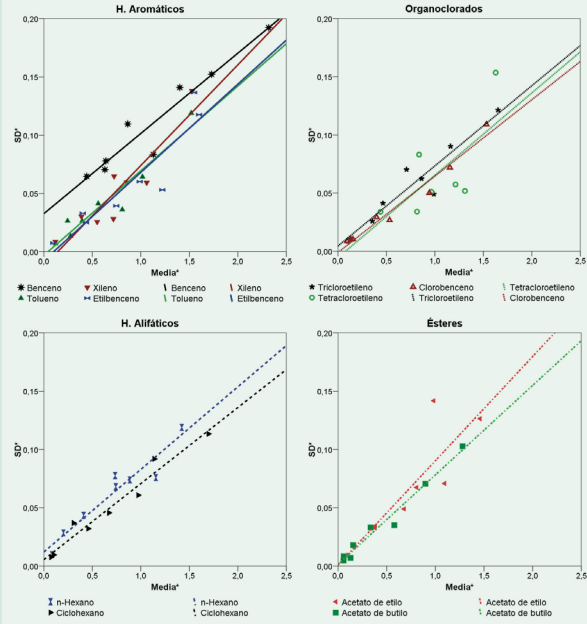 H. Aromáticos
0,20
0,15
0,10
0,05
0,00
SD*
0,0 0,5 1,0 1,5 2,0 2,5
Media*
Benceno Xileno Benceno Xileno
Tolueno Etilbenceno Tolueno Etilbenceno
Organoclorados
0,20
0,15
0,10
0,05
0,00
SD*
0,0 0,5 1,0 1,5 2,0 2,5
Media*
Tricloroetileno Clorobenceno Tetracloroetileno
Tetracloroetileno Tricloroetileno Clorobenceno
H. Alifáticos
0,20
0,15
0,10
0,05
0,00
SD*
0,0 0,5 1,0 1,5 2,0 2,5
Media*
n-Hexano n-Hexano
Ciclohexano Ciclohexano
Ésteres
0,20
0,15
0,10
0,05
0,00
SD*
0,0 0,5 1,0 1,5 2,0 2,5
Media*
Acetato de etilo Acetato de etilo
Acetato de butilo Acetato de butilo